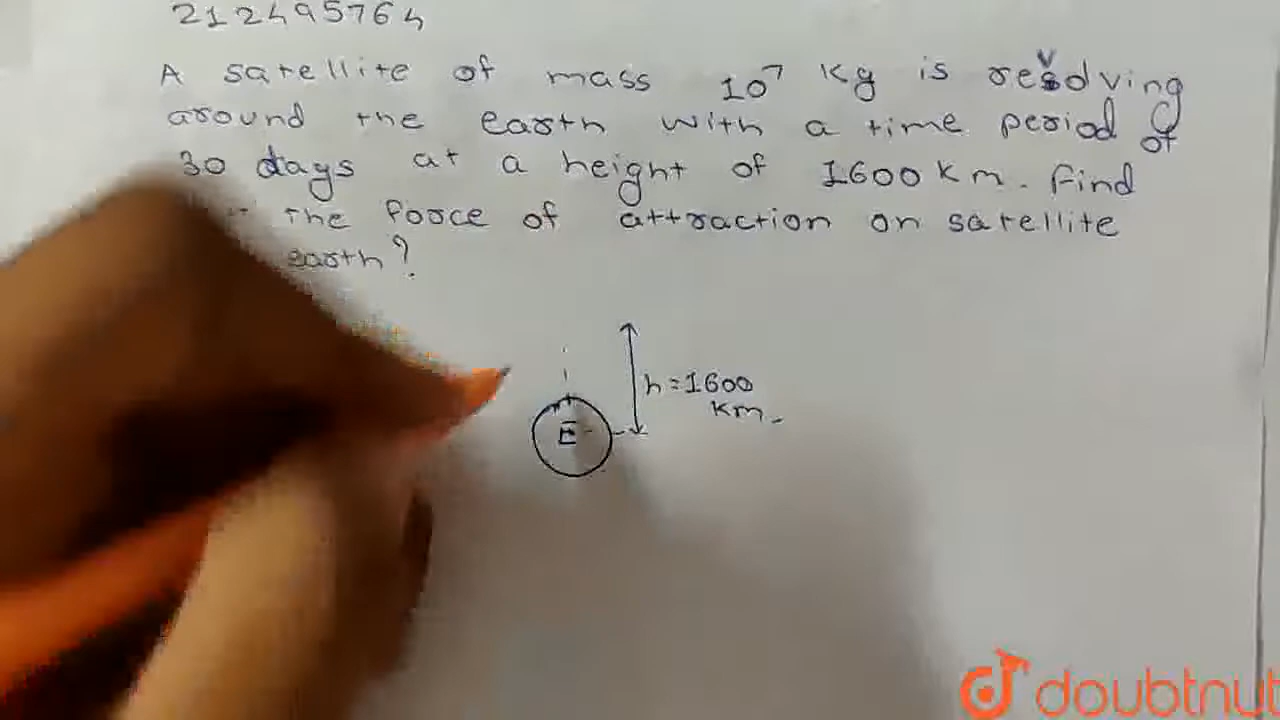 212495764
A satellite of mass 10⁷ kg is revolving
around the earth with a time period of
30 days at a height of 1600 km. Find
the force of attraction on satellite
earth?
h = 1600
km.
E
doubtnut